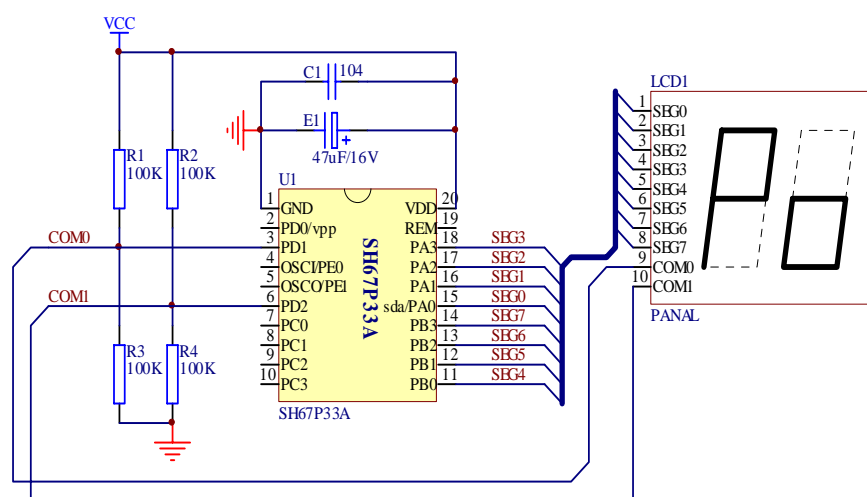 VCC
C1 104
E1
47uF/16V
R1
100K
R2
100K
R3
100K
R4
100K
COM0
COM1
U1
1 GND
2 PD0/vpp
3 PD1
4 OSCI/PE0
5 OSCO/PE1
6 PD2
7 PC0
8 PC1
9 PC2
10 PC3
SH67P33A
VDD 20
REM 19
PA3 18 SEG3
PA2 17 SEG2
PA1 16 SEG1
sda/PA0 15 SEG0
PB3 14 SEG7
PB2 13 SEG6
PB1 12 SEG5
PB0 11 SEG4
SH67P33A
LCD1
1 SEG0
2 SEG1
3 SEG2
4 SEG3
5 SEG4
6 SEG5
7 SEG6
8 SEG7
9 COM0
10 COM1
PANAL